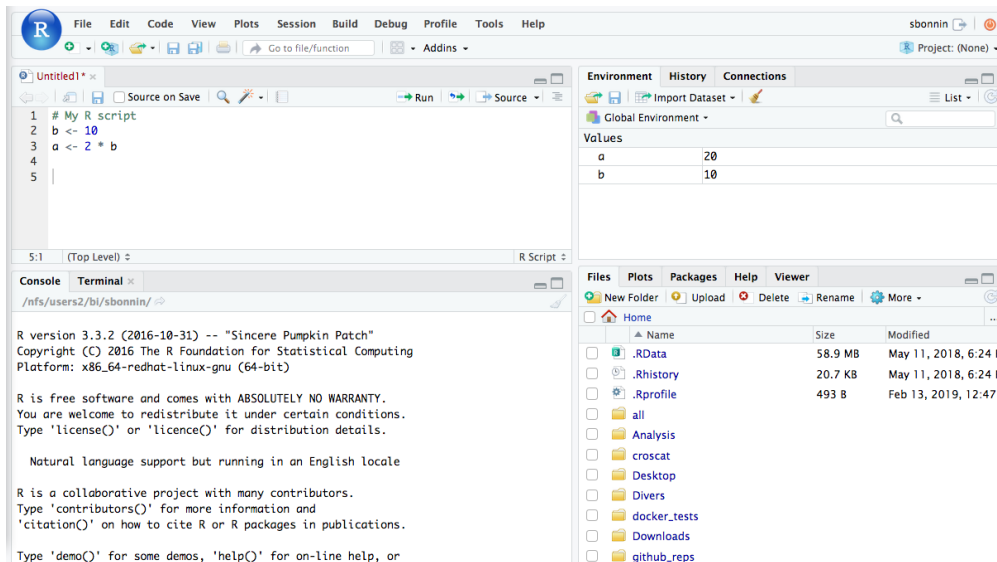 R File Edit Code View Plots Session Build Debug Profile Tools Help sbonnin
Go to file/function Addins Project: (None)
Untitled1*
Source on Save Run Source
1 # My R script
2 b <- 10
3 a <- 2 * b
4
5
5:1 (Top Level) R Script
Console Terminal
/nfs/users2/bi/sbonnin/
R version 3.3.2 (2016-10-31) -- "Sincere Pumpkin Patch"
Copyright (C) 2016 The R Foundation for Statistical Computing
Platform: x86_64-redhat-linux-gnu (64-bit)
R is free software and comes with ABSOLUTELY NO WARRANTY.
You are welcome to redistribute it under certain conditions.
Type 'license()' or 'licence()' for distribution details.
Natural language support but running in an English locale
R is a collaborative project with many contributors.
Type 'contributors()' for more information and
'citation()' on how to cite R or R packages in publications.
Type 'demo()' for some demos, 'help()' for on-line help, or
Environment History Connections
Import Dataset List
Global Environment
Values
a 20
b 10
Files Plots Packages Help Viewer
New Folder Upload Delete Rename More
Home ...
Name Size Modified
.RData 58.9 MB May 11, 2018, 6:24
.Rhistory 20.7 KB May 11, 2018, 6:24
.Rprofile 493 B Feb 13, 2019, 12:47
all
Analysis
croscat
Desktop
Divers
docker_tests
Downloads
github_reps